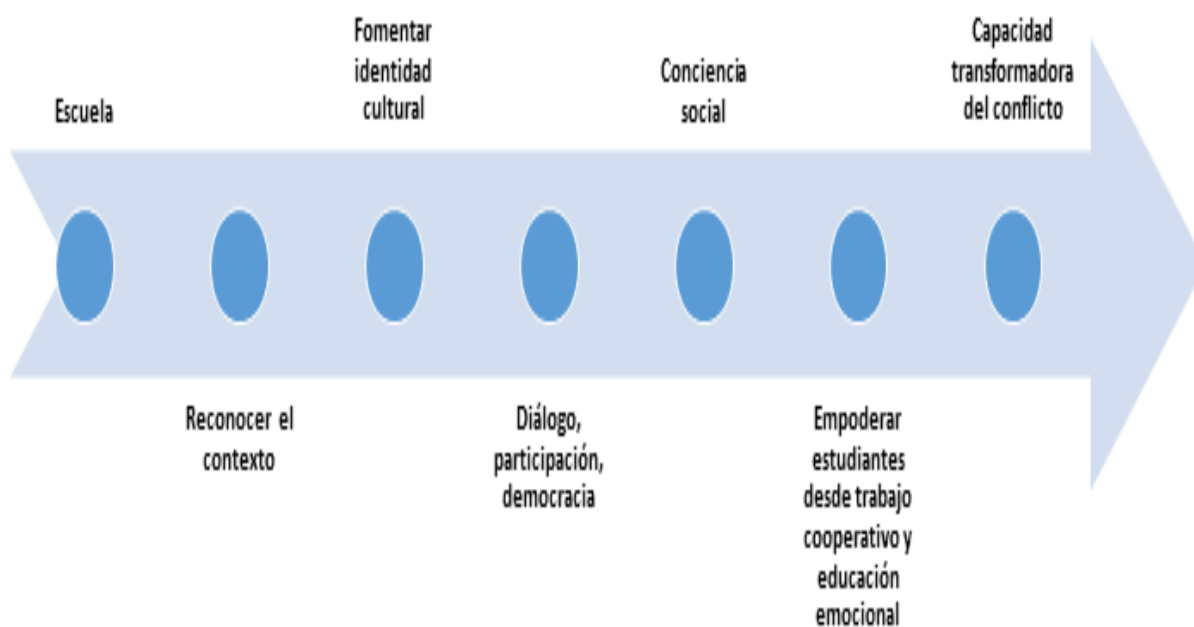 Escuela
Reconocer el
contexto
Fomentar
identidad
cultural
Diálogo,
participación,
democracia
Conciencia
social
Empoderar
estudiantes
desde trabajo
cooperativo y
educación
emocional
Capacidad
transformadora
del conflicto